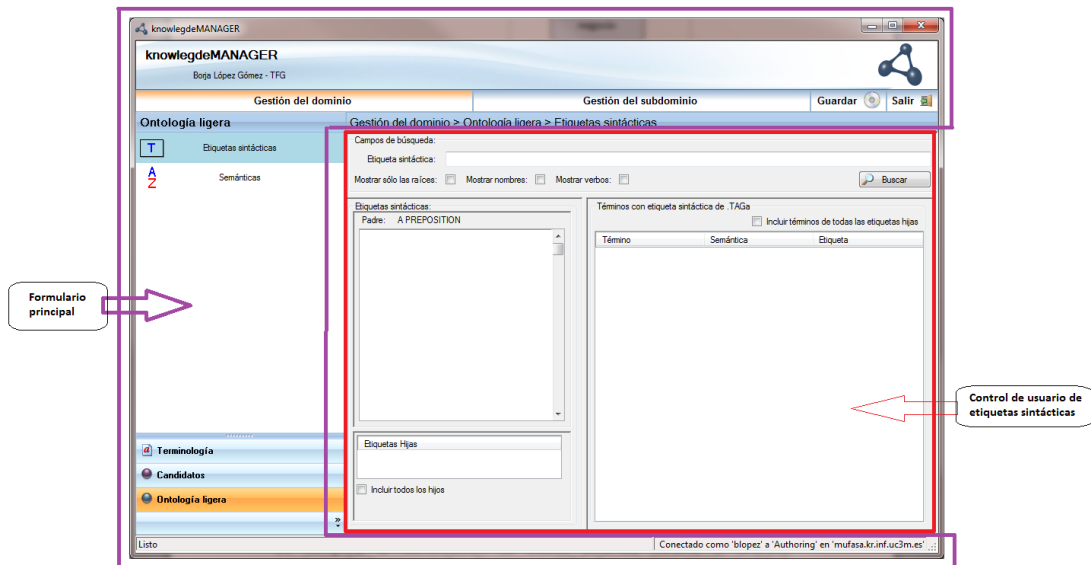 knowlegdeMANAGER
knowlegdeMANAGER
Borja López Gómez - TFG
Gestión del dominio
Gestión del subdominio
Guardar
Salir
Ontología ligera
Gestión del dominio > Ontología ligera > Etiquetas sintácticas
T
Etiquetas sintácticas
A
Z
Semánticas
Campos de búsqueda:
Etiqueta sintáctica:
Mostrar sólo las raíces:
Mostrar nombres:
Mostrar verbos:
Buscar
Etiquetas sintácticas:
Padre: A PREPOSITION
Términos con etiqueta sintáctica de .TAGa
Incluir términos de todas las etiquetas hijas
Término
Semántica
Etiqueta
Formulario
principal
Control de usuario de
etiquetas sintácticas
Etiquetas Hijas
Incluir todos los hijos
a Terminología
Candidatos
Ontología ligera
»
Listo
Conectado como 'blopez' a 'Authoring' en 'mufasa.kr.inf.uc3m.es'